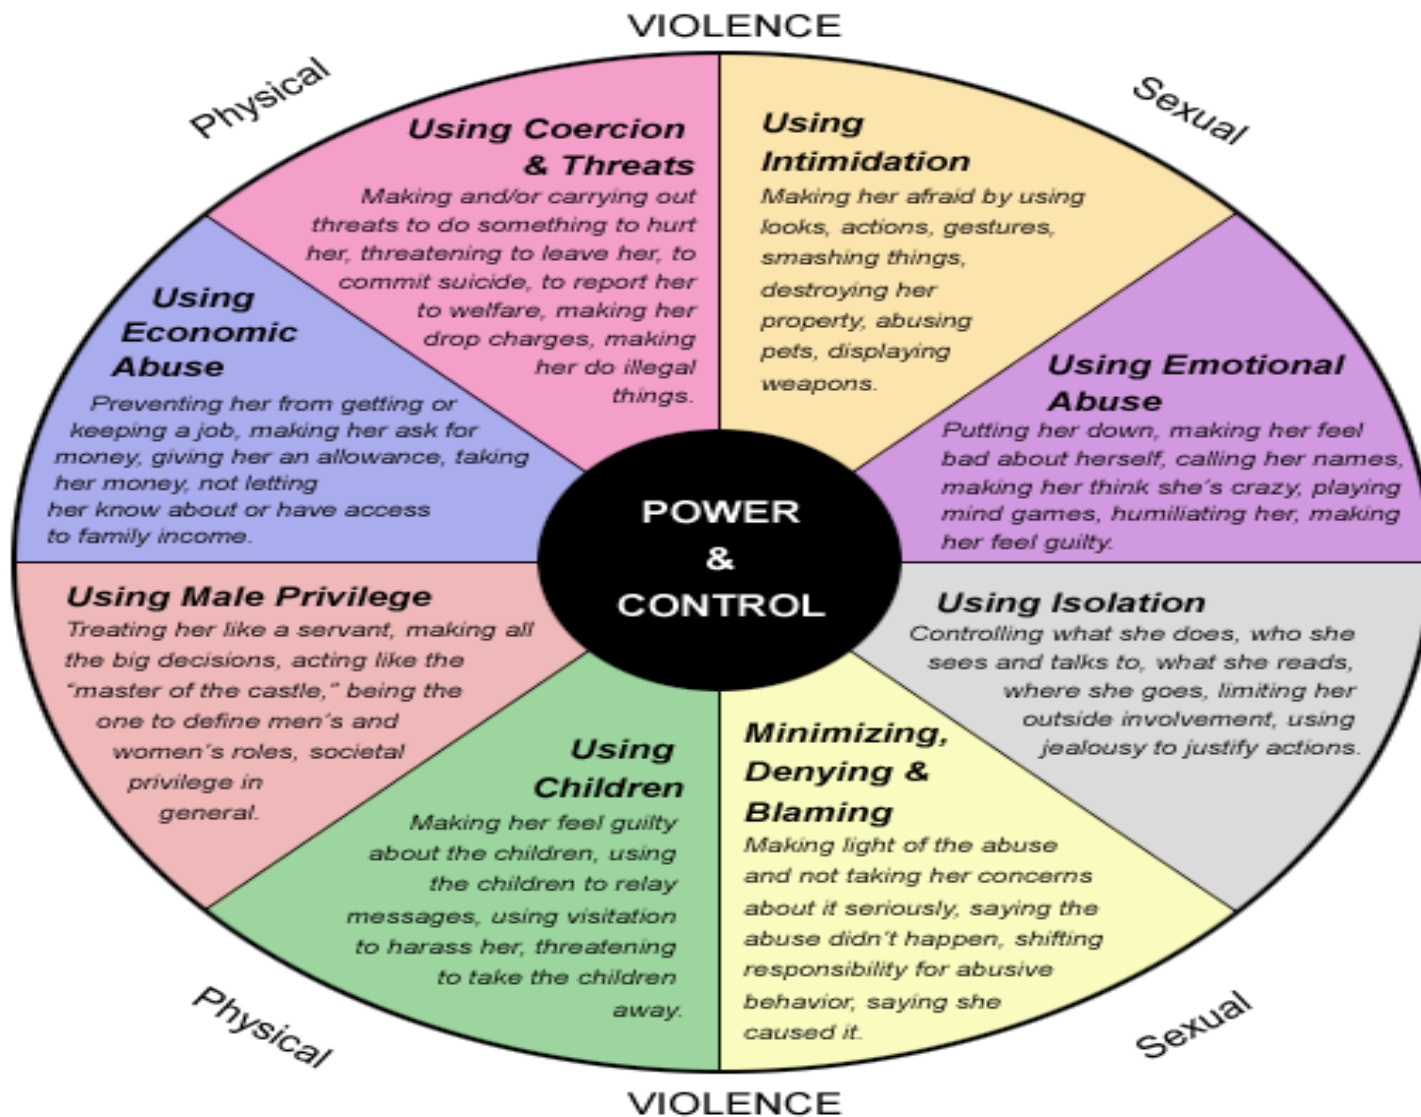 VIOLENCE
Physical
Sexual
Using Coercion
& Threats
Making and/or carrying out
threats to do something to hurt
her, threatening to leave her, to
commit suicide, to report her
to welfare, making her
drop charges, making
her do illegal
things.
Using
Intimidation
Making her afraid by using
looks, actions, gestures,
smashing things,
destroying her
property, abusing
pets, displaying
weapons.
Using
Economic
Abuse
Preventing her from getting or
keeping a job, making her ask for
money, giving her an allowance, taking
her money, not letting
her know about or have access
to family income.
Using Emotional
Abuse
Putting her down, making her feel
bad about herself, calling her names,
making her think she's crazy, playing
mind games, humiliating her, making
her feel guilty.
POWER
&
CONTROL
Using Male Privilege
Treating her like a servant, making all
the big decisions, acting like the
“master of the castle,” being the
one to define men's and
women's roles, societal
privilege in
general.
Using Isolation
Controlling what she does, who she
sees and talks to, what she reads,
where she goes, limiting her
outside involvement, using
jealousy to justify actions.
Using
Children
Making her feel guilty
about the children, using
the children to relay
messages, using visitation
to harass her, threatening
to take the children
away.
Minimizing,
Denying &
Blaming
Making light of the abuse
and not taking her concerns
about it seriously, saying the
abuse didn't happen, shifting
responsibility for abusive
behavior, saying she
caused it.
Physical
Sexual
VIOLENCE